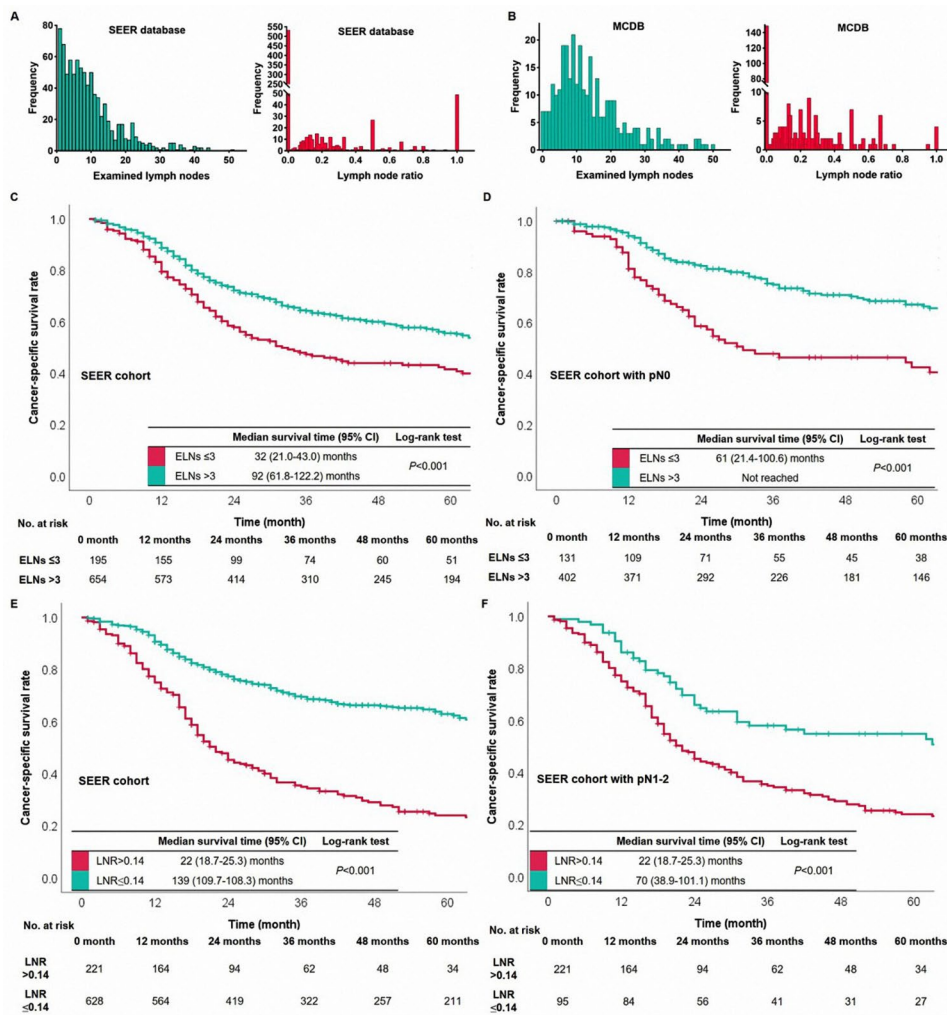 A
SEER database
Frequency
80
60
40
20
0
0 10 20 30 40 50
Examined lymph nodes
SEER database
Frequency
550
500
450
400
350
300
250
50
40
30
20
10
0
0.0 0.2 0.4 0.6 0.8 1.0
Lymph node ratio
B
MCDB
Frequency
20
15
10
5
0
0 10 20 30 40 50
Examined lymph nodes
MCDB
Frequency
140
120
100
80
60
10
5
0
0.0 0.2 0.4 0.6 0.8 1.0
Lymph node ratio
C
Cancer-specific survival rate
1.0
0.8
0.6
0.4
0.2
0.0
SEER cohort
Median survival time (95% CI) Log-rank test
ELNs ≤3 32 (21.0-43.0) months
P<0.001
ELNs >3 92 (61.8-122.2) months
0 12 24 36 48 60
Time (month)
No. at risk
0 month 12 months 24 months 36 months 48 months 60 months
ELNs ≤3 195 155 99 74 60 51
ELNs >3 654 573 414 310 245 194
D
Cancer-specific survival rate
1.0
0.8
0.6
0.4
0.2
0.0
SEER cohort with pN0
Median survival time (95% CI) Log-rank test
ELNs ≤3 61 (21.4-100.6) months
P<0.001
ELNs >3 Not reached
0 12 24 36 48 60
Time (month)
No. at risk
0 month 12 months 24 months 36 months 48 months 60 months
ELNs ≤3 131 109 71 55 45 38
ELNs >3 402 371 292 226 181 146
E
Cancer-specific survival rate
1.0
0.8
0.6
0.4
0.2
SEER cohort
Median survival time (95% CI) Log-rank test
LNR>0.14 22 (18.7-25.3) months
P<0.001
LNR≤0.14 139 (109.7-108.3) months
0 12 24 36 48 60
Time (month)
No. at risk
0 month 12 months 24 months 36 months 48 months 60 months
LNR
>0.14 221 164 94 62 48 34
LNR
≤0.14 628 564 419 322 257 211
F
Cancer-specific survival rate
1.0
0.8
0.6
0.4
0.2
SEER cohort with pN1-2
Median survival time (95% CI) Log-rank test
LNR>0.14 22 (18.7-25.3) months
P<0.001
LNR≤0.14 70 (38.9-101.1) months
0 12 24 36 48 60
Time (month)
No. at risk
0 month 12 months 24 months 36 months 48 months 60 months
LNR
>0.14 221 164 94 62 48 34
LNR
≤0.14 95 84 56 41 31 27